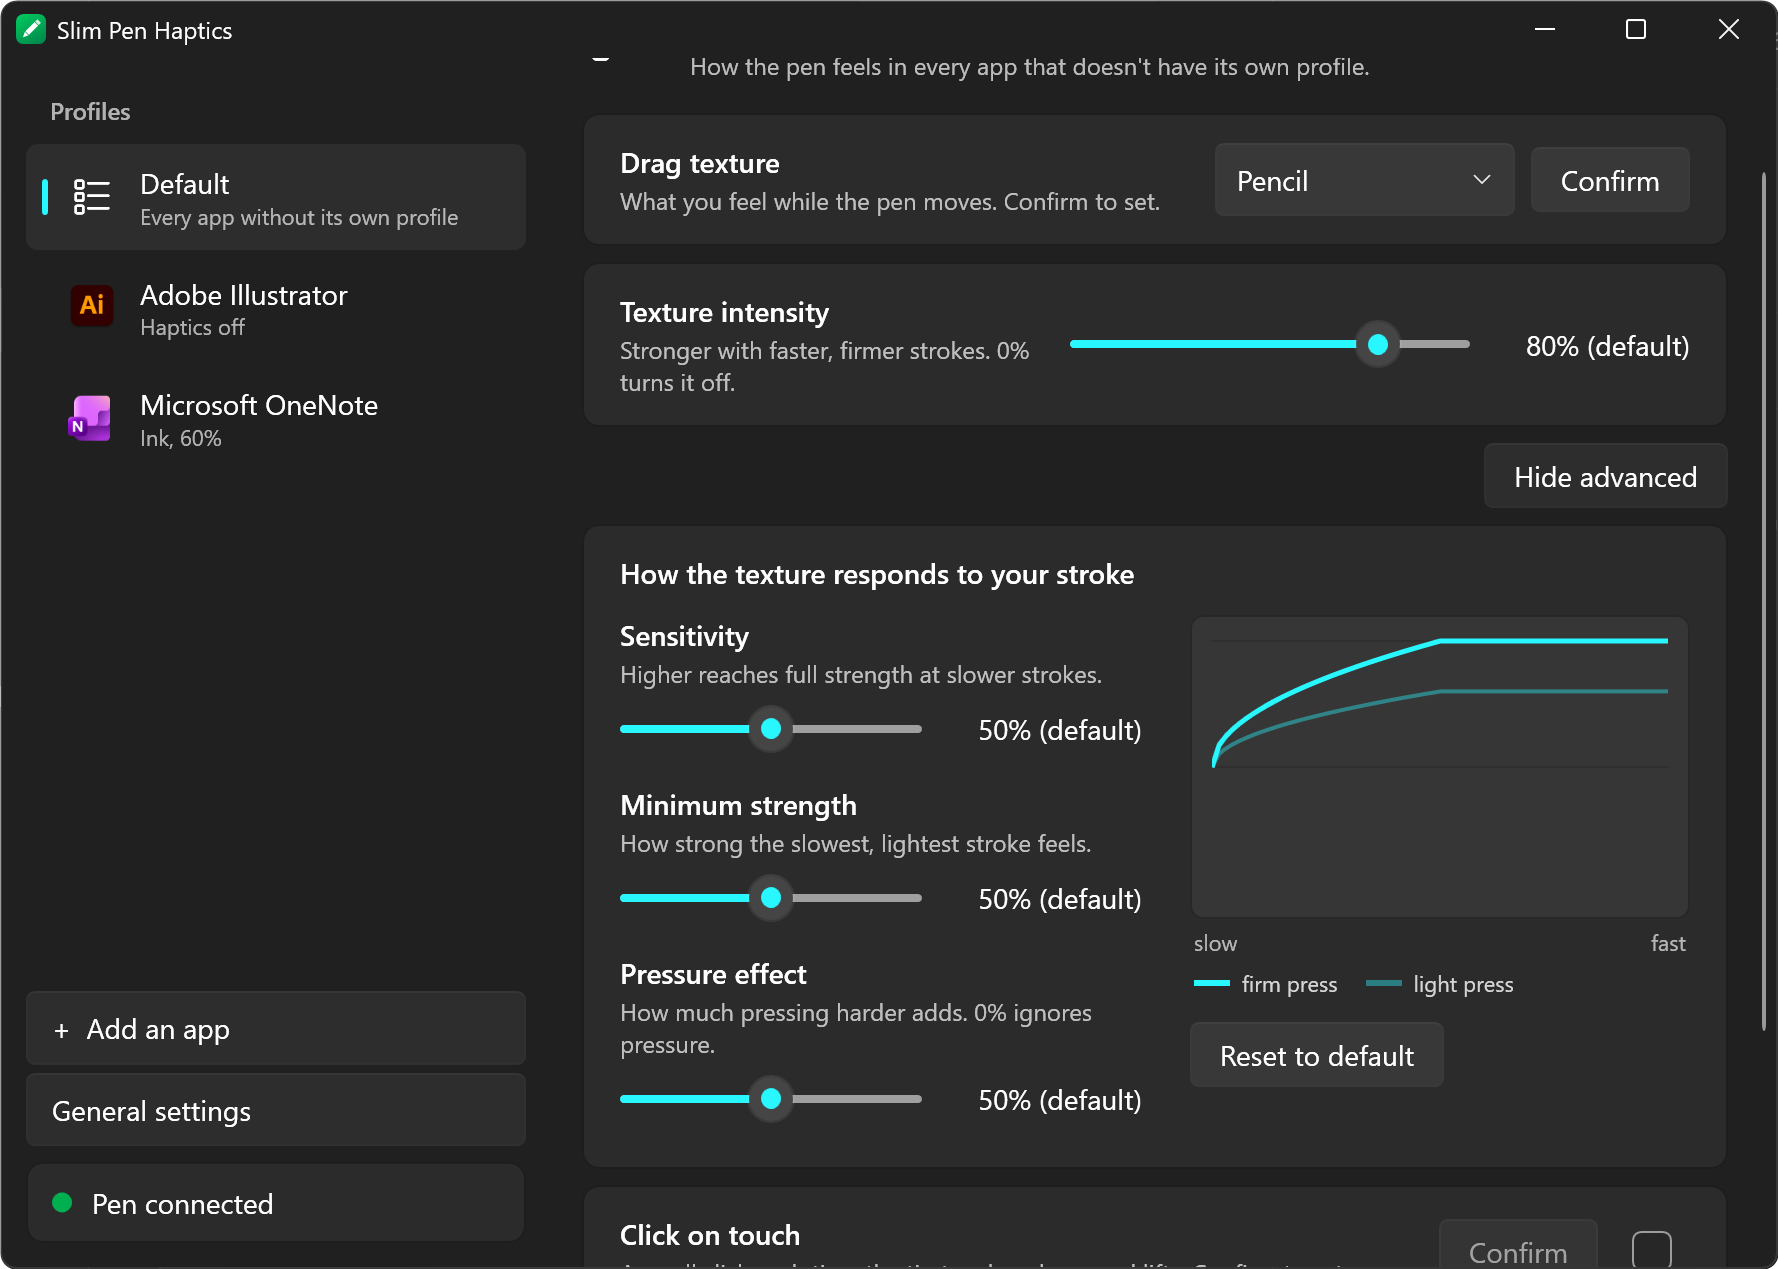 Slim Pen Haptics
How the pen feels in every app that doesn't have its own profile.
Profiles
Default
Every app without its own profile
Ai
Adobe Illustrator
Haptics off
N
Microsoft OneNote
Ink, 60%
+ Add an app
General settings
Pen connected
Drag texture
What you feel while the pen moves. Confirm to set.
Pencil
Confirm
Texture intensity
Stronger with faster, firmer strokes. 0%
turns it off.
80% (default)
Hide advanced
How the texture responds to your stroke
Sensitivity
Higher reaches full strength at slower strokes.
50% (default)
Minimum strength
How strong the slowest, lightest stroke feels.
50% (default)
Pressure effect
How much pressing harder adds. 0% ignores
pressure.
50% (default)
slow fast
firm press light press
Reset to default
Click on touch
Confirm